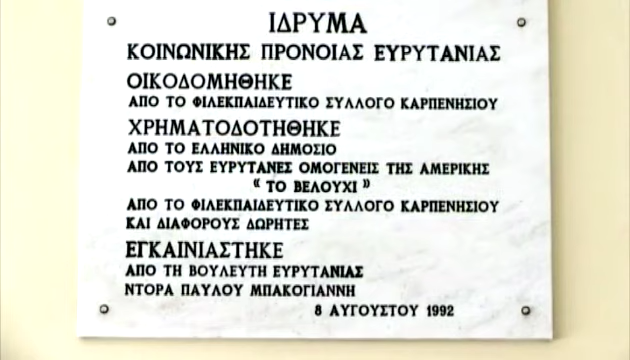 ΙΔΡΥΜΑ
ΚΟΙΝΩΝΙΚΗΣ ΠΡΟΝΟΙΑΣ ΕΥΡΥΤΑΝΙΑΣ
ΟΙΚΟΔΟΜΗΘΗΚΕ
ΑΠΟ ΤΟ ΦΙΛΕΚΠΑΙΔΕΥΤΙΚΟ ΣΥΛΛΟΓΟ ΚΑΡΠΕΝΗΣΙΟΥ
ΧΡΗΜΑΤΟΔΟΤΗΘΗΚΕ
ΑΠΟ ΤΟ ΕΛΛΗΝΙΚΟ ΔΗΜΟΣΙΟ
ΑΠΟ ΤΟΥΣ ΕΥΡΥΤΑΝΕΣ ΟΜΟΓΕΝΕΙΣ ΤΗΣ ΑΜΕΡΙΚΗΣ
“ ΤΟ ΒΕΛΟΥΧΙ ”
ΑΠΟ ΤΟ ΦΙΛΕΚΠΑΙΔΕΥΤΙΚΟ ΣΥΛΛΟΓΟ ΚΑΡΠΕΝΗΣΙΟΥ
ΚΑΙ ΔΙΑΦΟΡΟΥΣ ΔΩΡΗΤΕΣ
ΕΓΚΑΙΝΙΑΣΤΗΚΕ
ΑΠΟ ΤΗ ΒΟΥΛΕΥΤΗ ΕΥΡΥΤΑΝΙΑΣ
ΝΤΟΡΑ ΠΑΥΛΟΥ ΜΠΑΚΟΓΙΑΝΝΗ
8 ΑΥΓΟΥΣΤΟΥ 1992